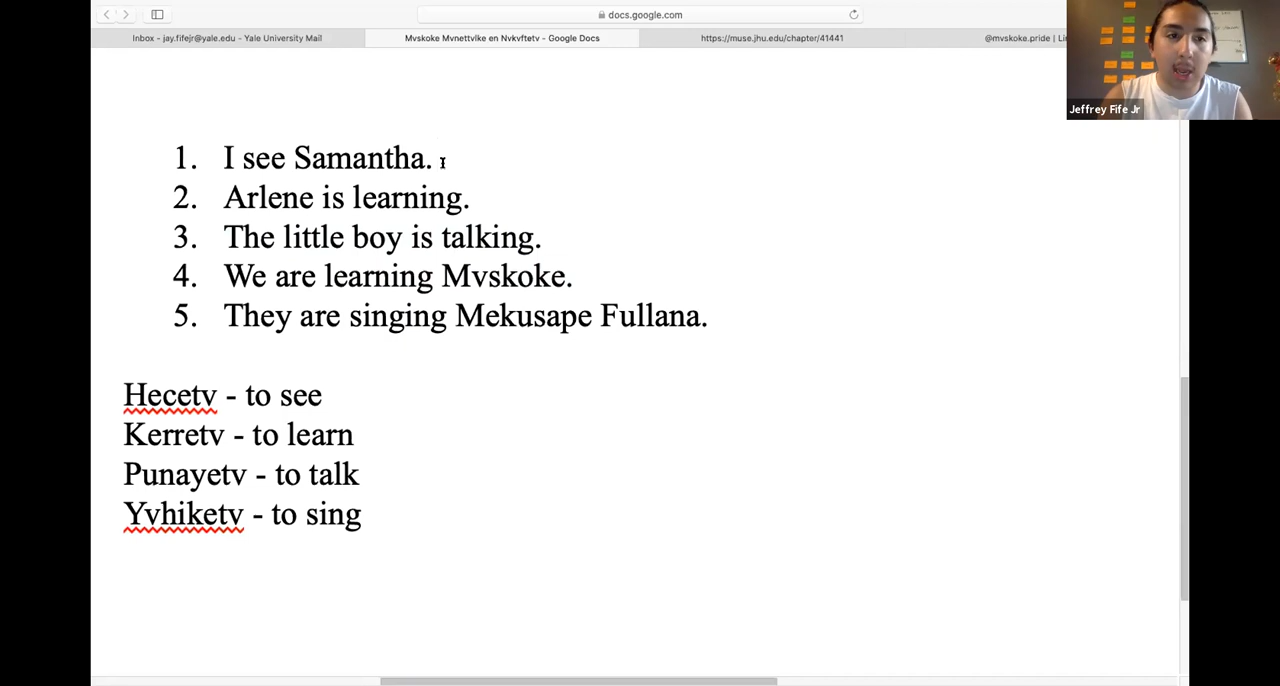 docs.google.com
Inbox - jay.fifejr@yale.edu - Yale University Mail
Mvskoke Mvnettvlke en Nvkvftetv - Google Docs
https://muse.jhu.edu/chapter/41441
@mvskoke.pride | Li
Jeffrey Fife Jr
1. I see Samantha.
2. Arlene is learning.
3. The little boy is talking.
4. We are learning Mvskoke.
5. They are singing Mekusape Fullana.
Hecetv - to see
Kerretv - to learn
Punayetv - to talk
Yvhiketv - to sing